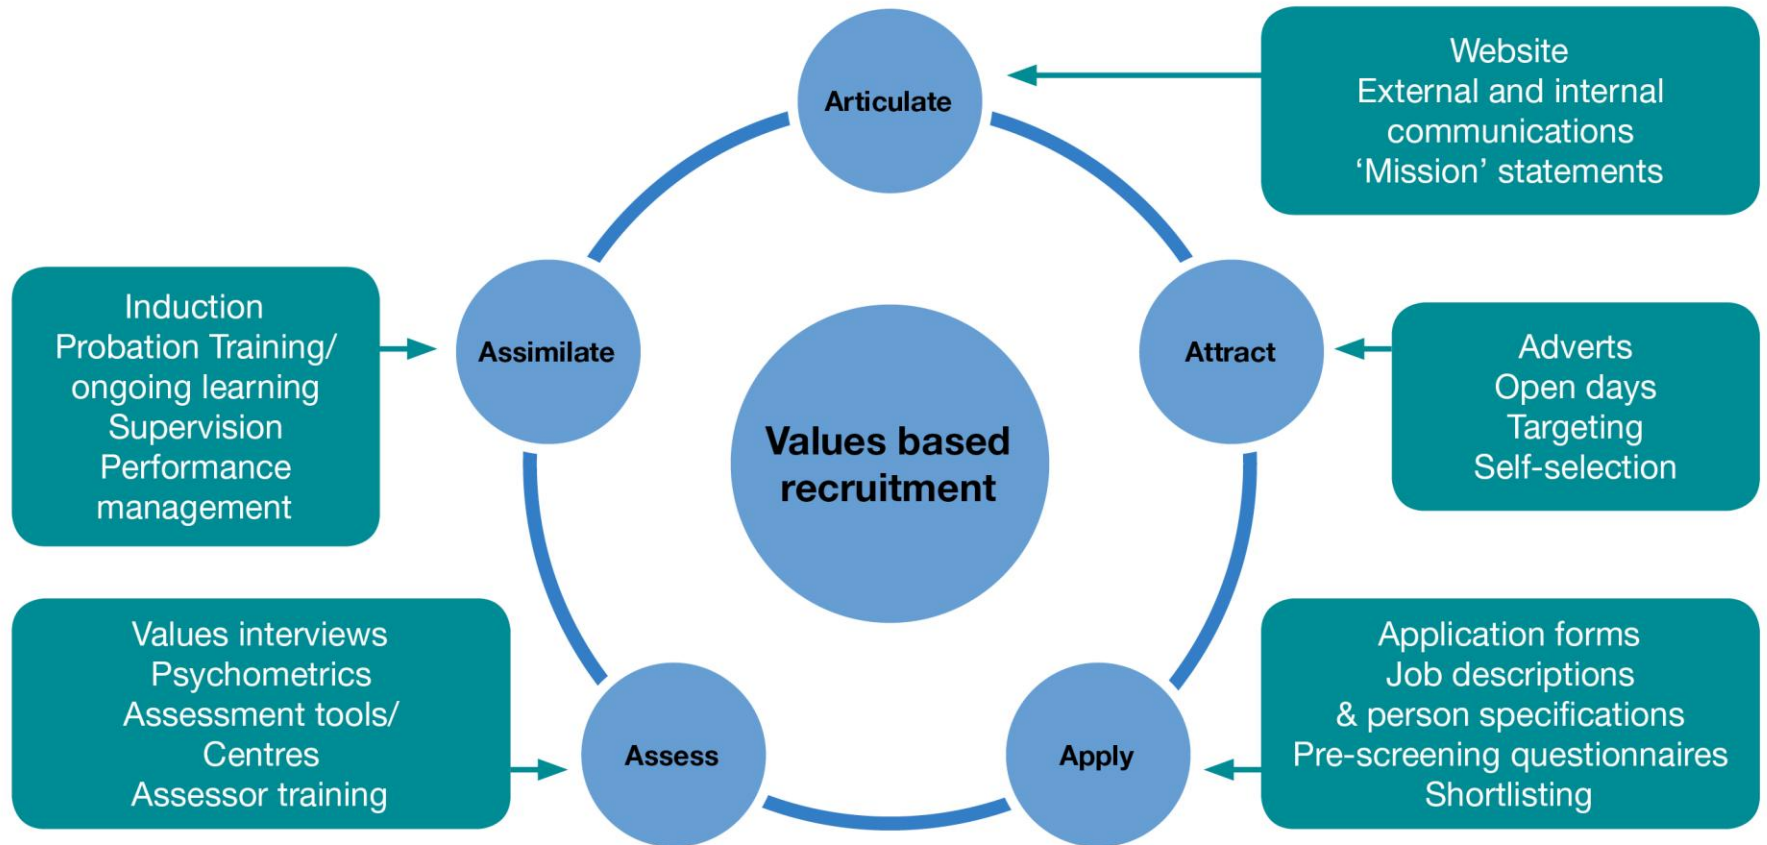 Articulate
Website
External and internal
communications
‘Mission’ statements
Attract
Adverts
Open days
Targeting
Self-selection
Apply
Application forms
Job descriptions
& person specifications
Pre-screening questionnaires
Shortlisting
Assess
Values interviews
Psychometrics
Assessment tools/
Centres
Assessor training
Assimilate
Induction
Probation Training/
ongoing learning
Supervision
Performance
management
Values based
recruitment